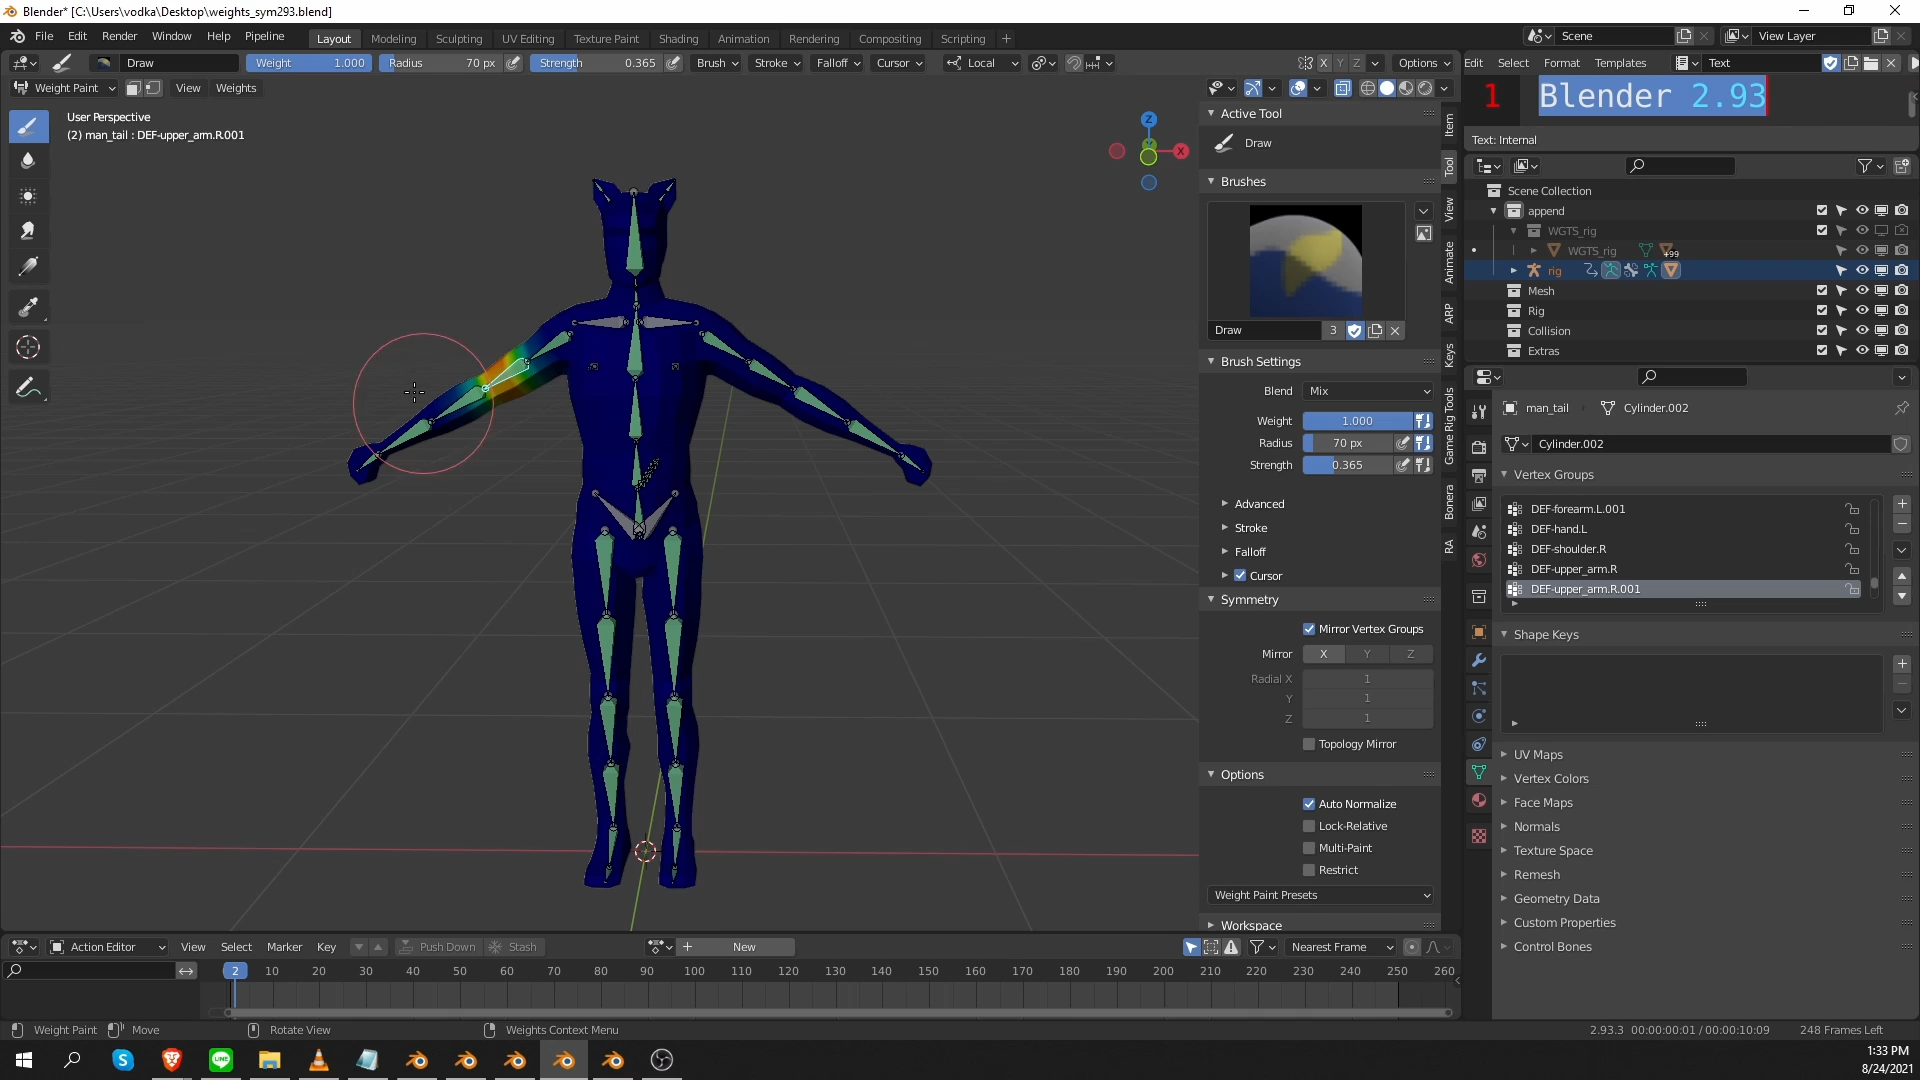 Blender* [C:\Users\vodka\Desktop\weights_sym293.blend]
File Edit Render Window Help Pipeline Layout Modeling Sculpting UV Editing Texture Paint Shading Animation Rendering Compositing Scripting + Scene View Layer
Draw Weight 1.000 Radius 70 px Strength 0.365 Brush Stroke Falloff Cursor Local X Y Z Options
Edit Select Format Templates Text
Weight Paint View Weights
1 Blender 2.93
Text: Internal
User Perspective
(2) man_tail : DEF-upper_arm.R.001
Z
X
Active Tool
Draw
Brushes
Draw 3
Brush Settings
Blend Mix
Weight 1.000
Radius 70 px
Strength 0.365
Advanced
Stroke
Falloff
Cursor
Symmetry
Mirror Vertex Groups
Mirror X Y Z
Radial X 1
Y 1
Z 1
Topology Mirror
Options
Auto Normalize
Lock-Relative
Multi-Paint
Restrict
Weight Paint Presets
Workspace
Item
Tool
View
Animate
ARP
Keys
Game Rig Tools
Bonera
RA
Scene Collection
append
WGTS_rig
WGTS_rig +99
rig
Mesh
Rig
Collision
Extras
man_tail Cylinder.002
Cylinder.002
Vertex Groups
DEF-forearm.L.001
DEF-hand.L
DEF-shoulder.R
DEF-upper_arm.R
DEF-upper_arm.R.001
Shape Keys
UV Maps
Vertex Colors
Face Maps
Normals
Texture Space
Remesh
Geometry Data
Custom Properties
Control Bones
Action Editor View Select Marker Key Push Down Stash + New Nearest Frame
2 10 20 30 40 50 60 70 80 90 100 110 120 130 140 150 160 170 180 190 200 210 220 230 240 250 260
Weight Paint Move Rotate View Weights Context Menu 2.93.3 00:00:00:01 / 00:00:10:09 248 Frames Left
1:33 PM
8/24/2021